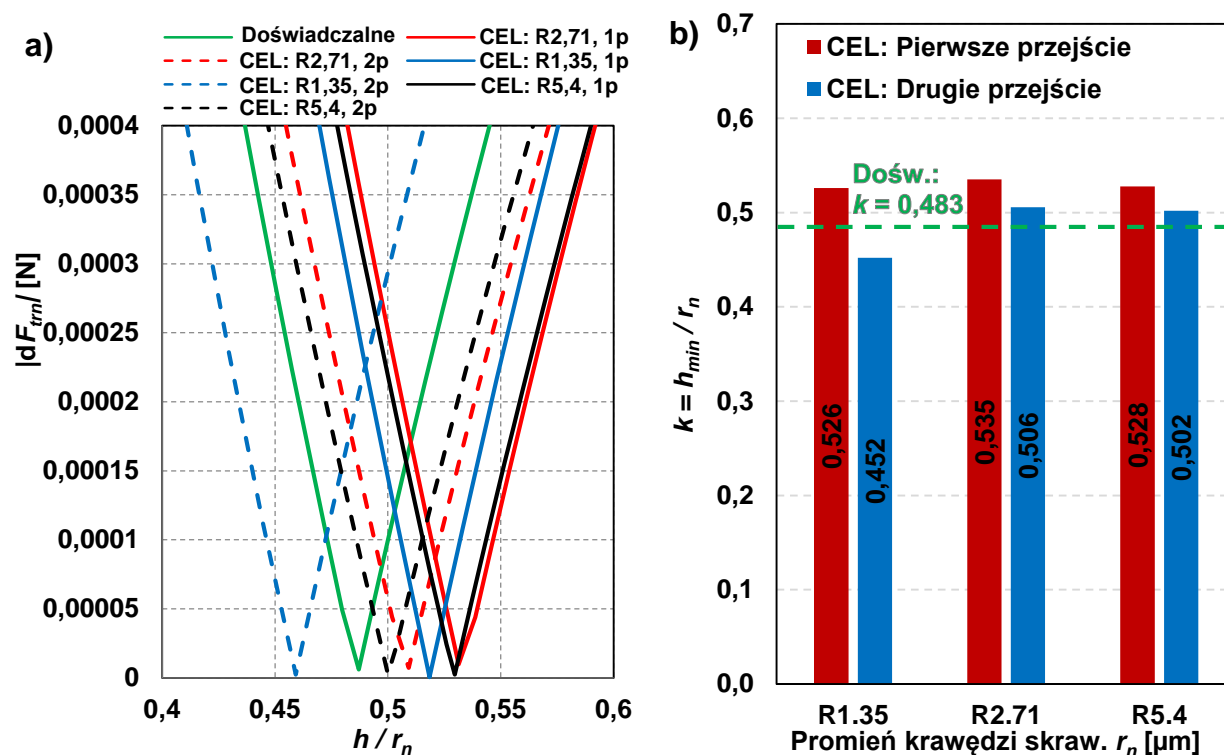 a)
Doświadczalne
CEL: R2,71, 1p
CEL: R2,71, 2p
CEL: R1,35, 1p
CEL: R1,35, 2p
CEL: R5,4, 1p
CEL: R5,4, 2p
0,0004
0,00035
0,0003
0,00025
0,0002
0,00015
0,0001
0,00005
0
|dF_trn/ [N]
0,4
0,45
0,5
0,55
0,6
h / r_n
b)
CEL: Pierwsze przejście
CEL: Drugie przejście
0,7
0,6
0,5
0,4
0,3
0,2
0,1
0,0
k = h_min / r_n
Dośw.:
k = 0,483
0,526
0,452
0,535
0,506
0,528
0,502
R1.35
R2.71
R5.4
Promień krawędzi skraw. r_n [µm]